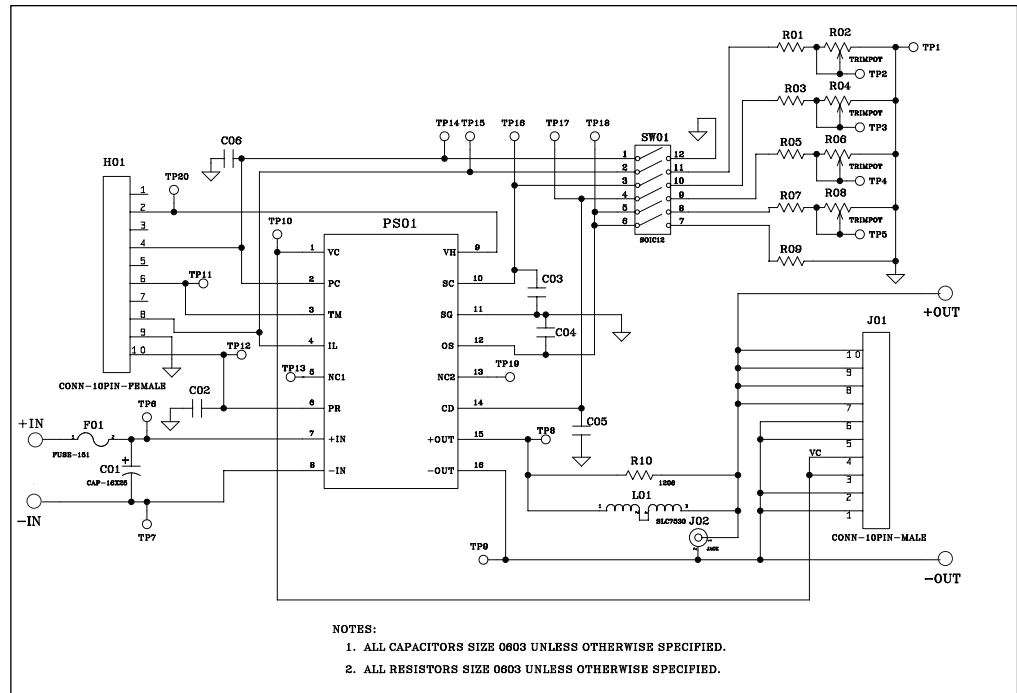 R01 R02
TP1
TRIMPOT
TP2
R03 R04
TRIMPOT
TP3
TP14 TP15 TP16 TP17 TP18
SW01
C06
R05 R06
TRIMPOT
TP4
H01
1 12
2 11
3 10
4 9
5 8
6 7
SOIC12
R07 R08
TRIMPOT
TP5
R09
TP20
TP10
1
2
3
4
5
6
7
8
9
10
CONN-10PIN-FEMALE
TP11
TP12
TP13
PS01
1 VC VH 9
2 PC SC 10
3 TM SG 11
4 IL OS 12
5 NC1 NC2 13
6 PR CD 14
7 +IN +OUT 15
8 -IN -OUT 16
C03
C04
TP19
C02
C05
+OUT
J01
10
9
8
7
6
5
4
3
2
1
VC
CONN-10PIN-MALE
TP6
+IN
F01
1 2
FUSE-151
C01
+
CAP-16X25
-IN
TP7
TP8
R10
1206
L01
1 3
SLC7530
J02
JACK
TP9
-OUT
NOTES:
1. ALL CAPACITORS SIZE 0603 UNLESS OTHERWISE SPECIFIED.
2. ALL RESISTORS SIZE 0603 UNLESS OTHERWISE SPECIFIED.